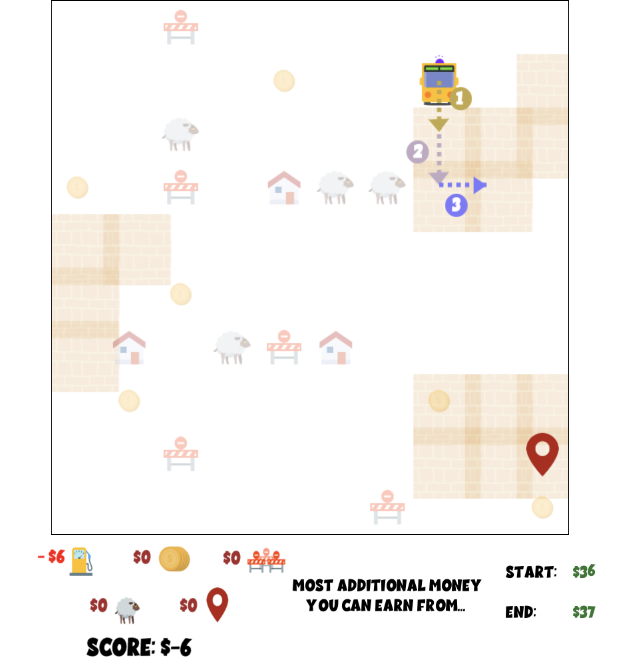 1
2
3
- $6
$0
$0
START: $36
MOST ADDITIONAL MONEY
YOU CAN EARN FROM...
$0
$0
END: $37
SCORE: $-6